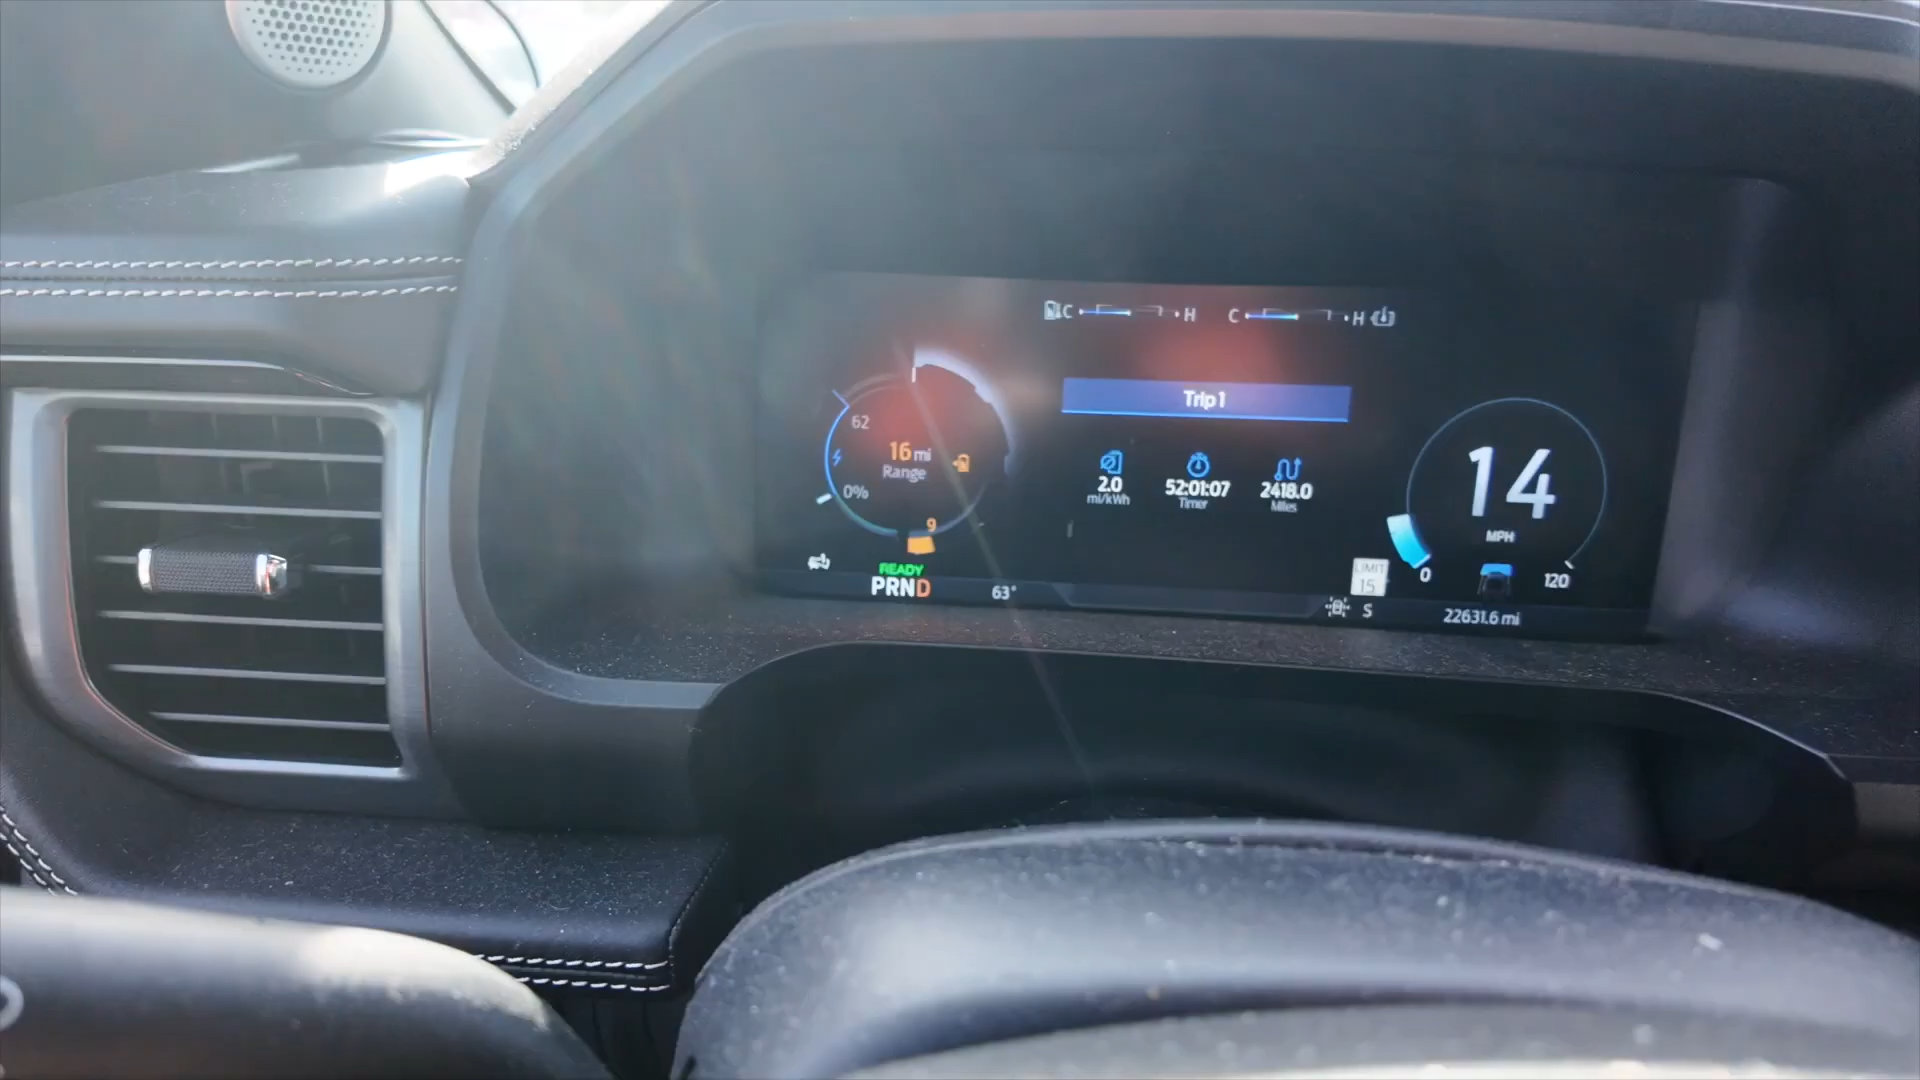 C H C H
Trip 1
62
16 mi
Range
0%
9
2.0
mi/kWh
52:01:07
Timer
2418.0
Miles
14
MPH
0
120
LIMIT
15
READY
PRND
63°
S
22631.6 mi